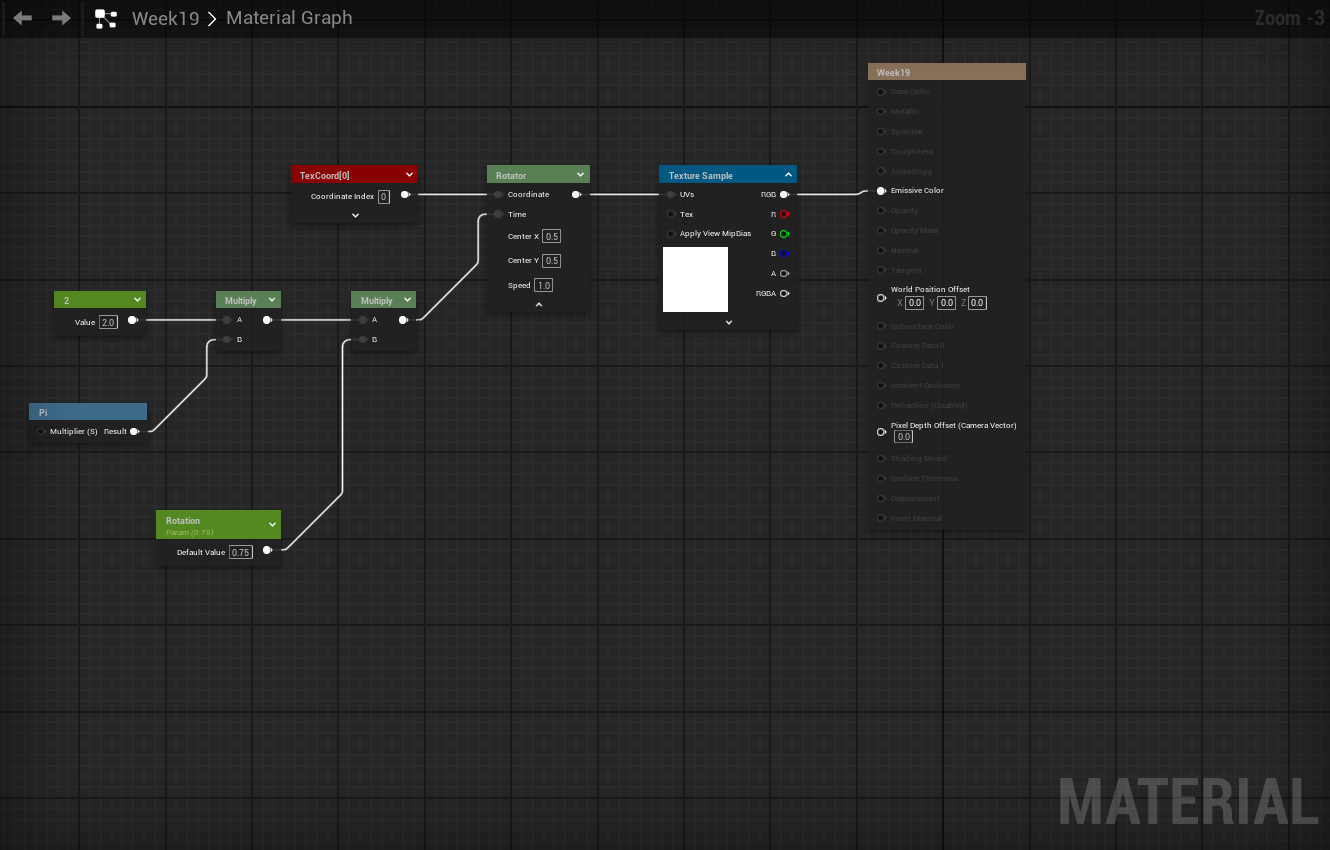 Week19 > Material Graph
Zoom -3
TexCoord[0]
Coordinate Index 0
Rotator
Coordinate
Time
Center X 0.5
Center Y 0.5
Speed 1.0
Texture Sample
UVs RGB
Tex R
Apply View MipBias G
B
A
RGBA
2
Value 2.0
Multiply
A
B
Multiply
A
B
Pi
Multiplier (S) Result
Rotation
Param (0.75)
Default Value 0.75
Week19
Base Color
Metallic
Specular
Roughness
Anisotropy
Emissive Color
Opacity
Opacity Mask
Normal
Tangent
World Position Offset
X 0.0 Y 0.0 Z 0.0
Subsurface Color
Custom Data 0
Custom Data 1
Ambient Occlusion
Refraction (Disabled)
Pixel Depth Offset (Camera Vector)
0.0
Shading Model
Surface Thickness
Displacement
Front Material
MATERIAL